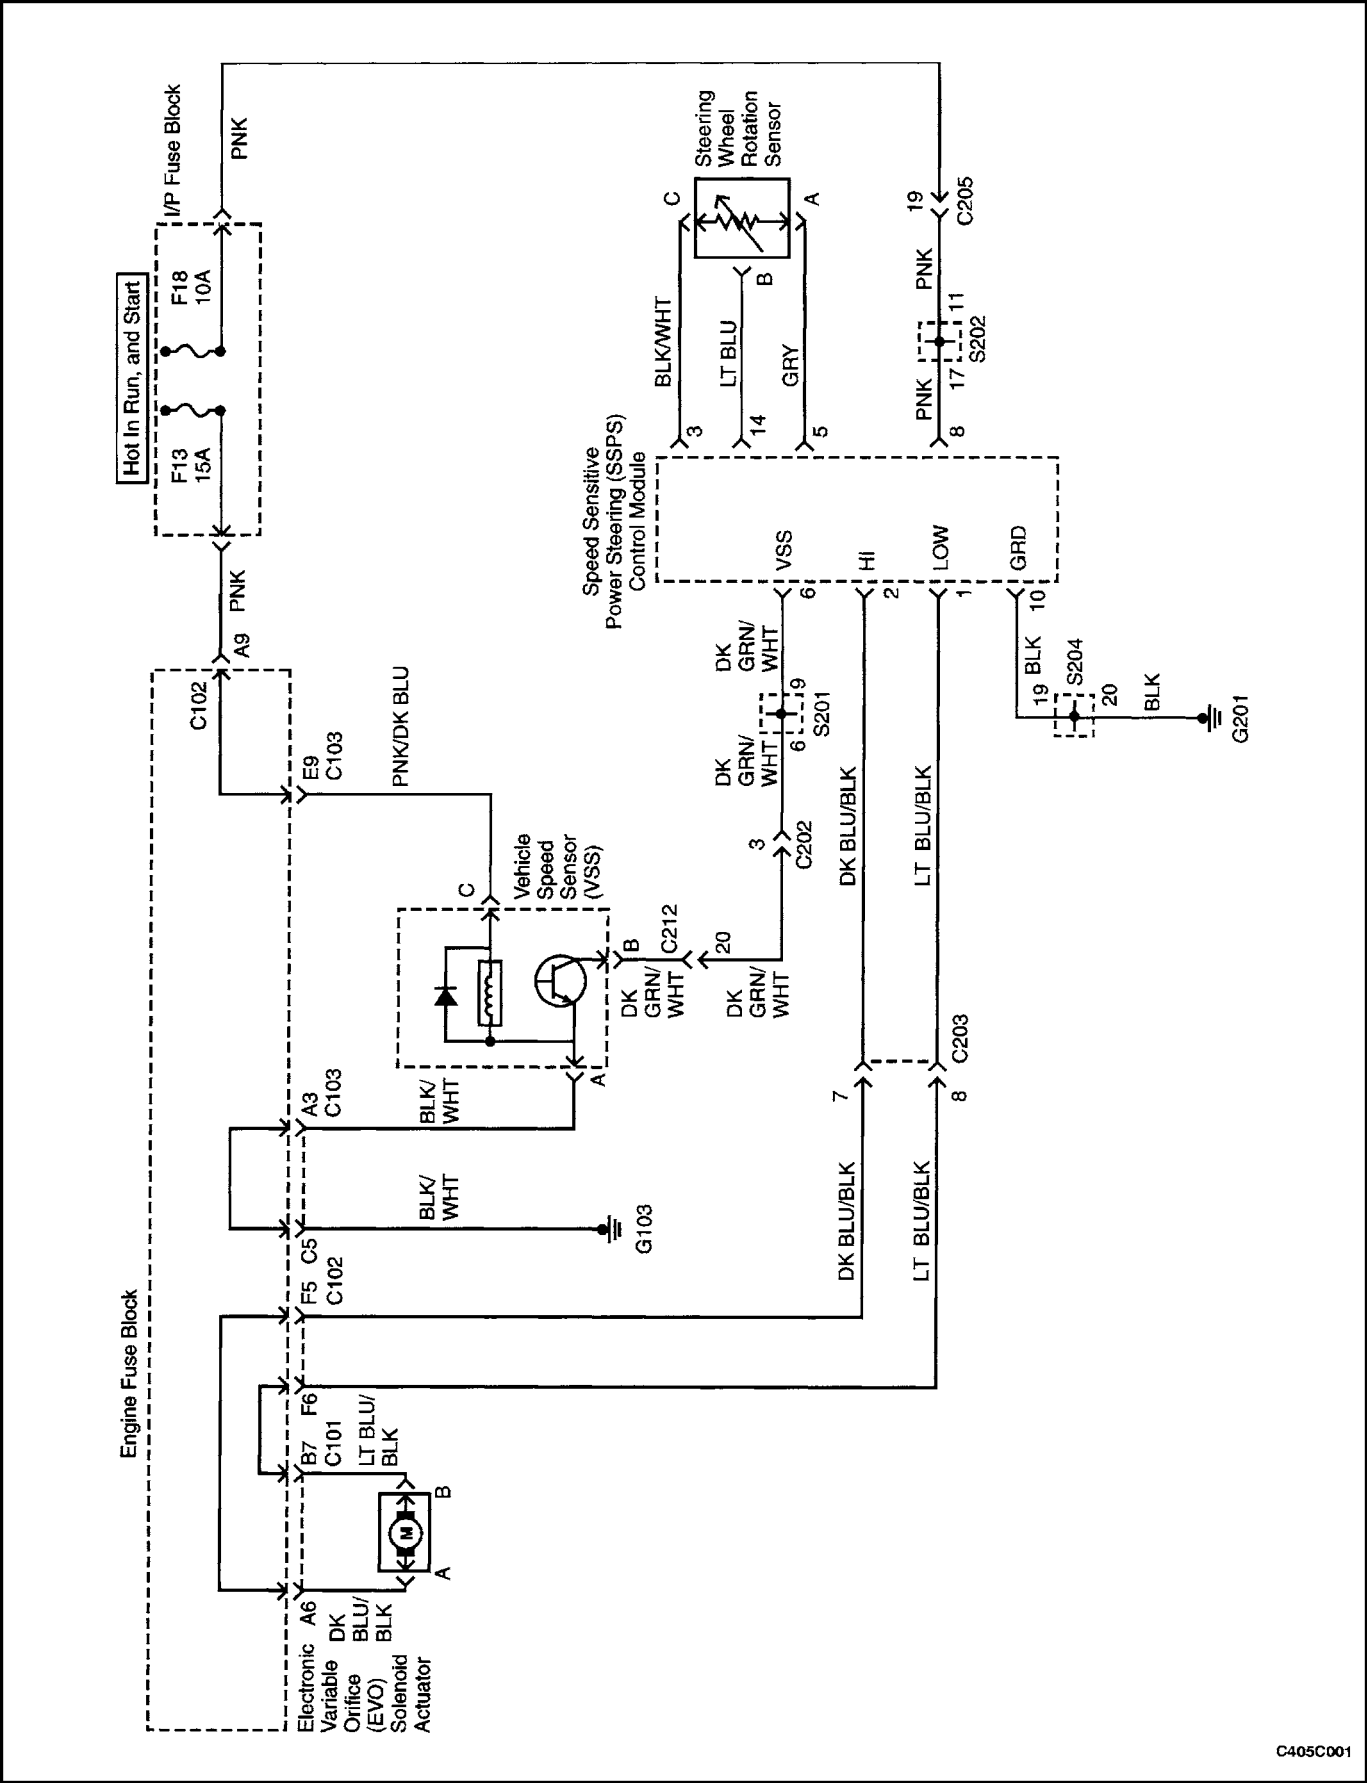 Hot In Run, and Start
I/P Fuse Block
F13
15A
F18
10A
PNK
PNK
A9
C102
Engine Fuse Block
E9
C103
PNK/DK BLU
C
Vehicle
Speed
Sensor
(VSS)
A3
C103
BLK/
WHT
A
B
C212
DK
GRN/
WHT
20
DK
GRN/
WHT
C5
C102
BLK/
WHT
G103
F5
F6
B7
C101
LT BLU/
BLK
B
M
A
A6
DK
BLU/
BLK
Electronic
Variable
Orifice
(EVO)
Solenoid
Actuator
Steering
Wheel
Rotation
Sensor
C
B
A
BLK/WHT
LT BLU
GRY
3
14
5
19
C205
PNK
11
S202
17
PNK
8
Speed Sensitive
Power Steering (SSPS)
Control Module
VSS
HI
LOW
GRD
6
2
1
10
DK
GRN/
WHT
9
S201
6
DK
GRN/
WHT
3
C202
DK BLU/BLK
LT BLU/BLK
BLK
19
S204
20
BLK
G201
7
C203
8
DK BLU/BLK
LT BLU/BLK
C405C001